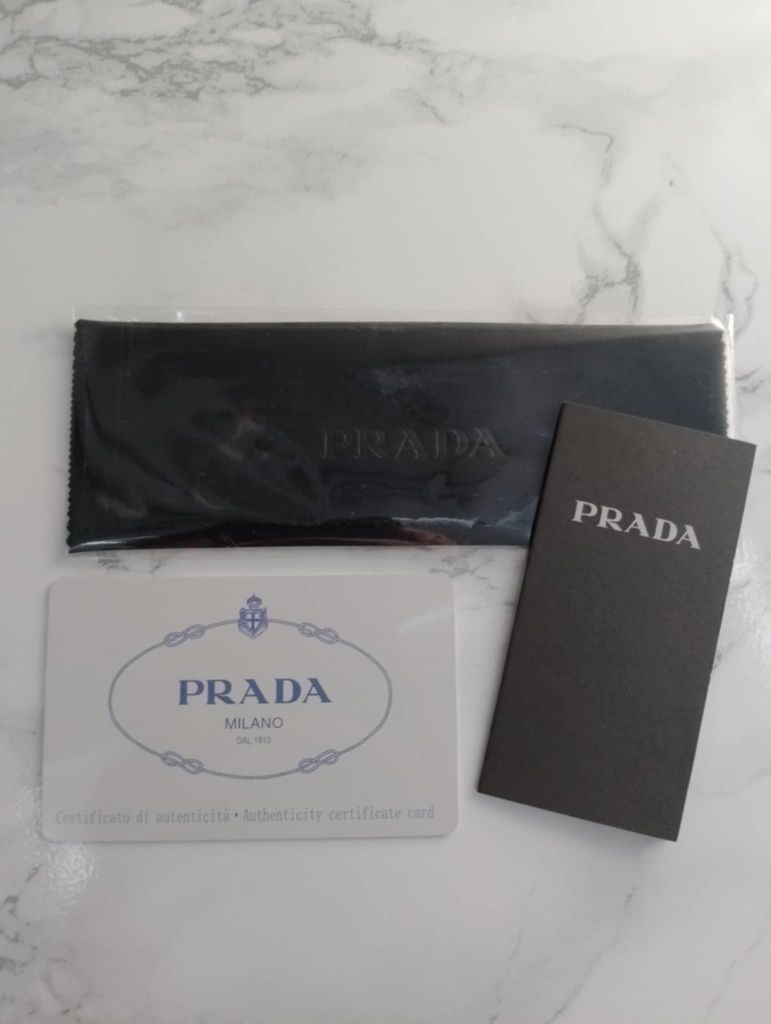 PRADA
PRADA
PRADA
MILANO
DAL 1913
Certificato di autenticità•Authenticity certificate card